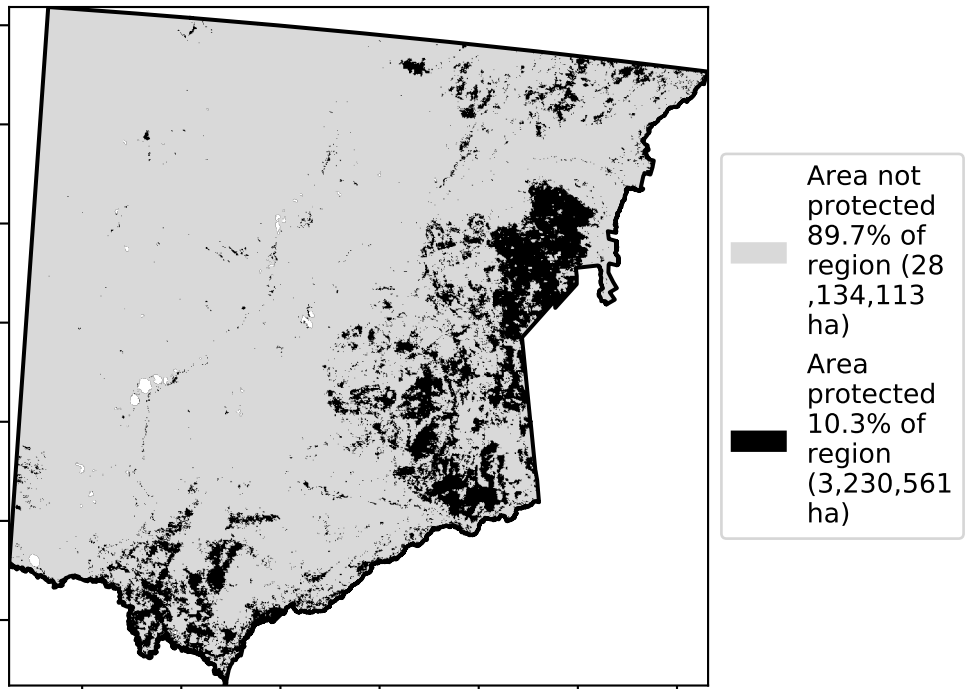 Area not
protected
89.7% of
region (28
,134,113
ha)
Area
protected
10.3% of
region
(3,230,561
ha)